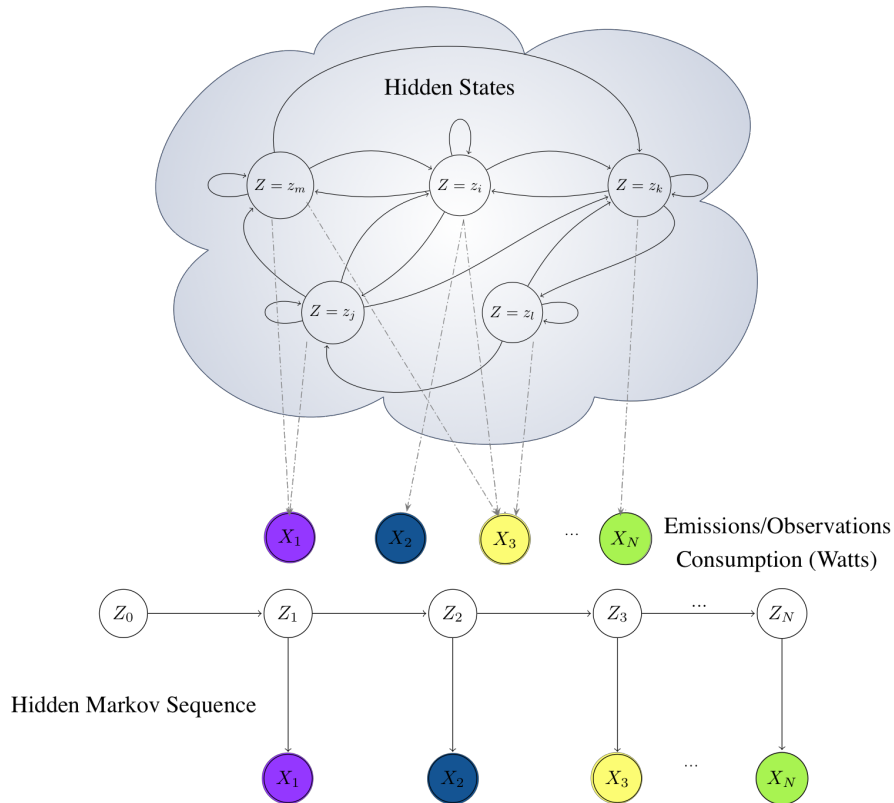 Hidden States
Z = z_m
Z = z_i
Z = z_k
Z = z_j
Z = z_l
X_1
X_2
X_3
...
X_N
Emissions/Observations
Consumption (Watts)
Z_0
Z_1
Z_2
Z_3
...
Z_N
Hidden Markov Sequence
X_1
X_2
X_3
...
X_N